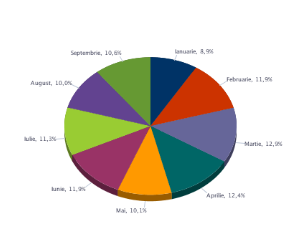 Ianuarie, 8,9%
Februarie, 11,9%
Martie, 12,9%
Aprilie, 12,4%
Mai, 10,1%
Iunie, 11,9%
Iulie, 11,3%
August, 10,0%
Septembrie, 10,6%